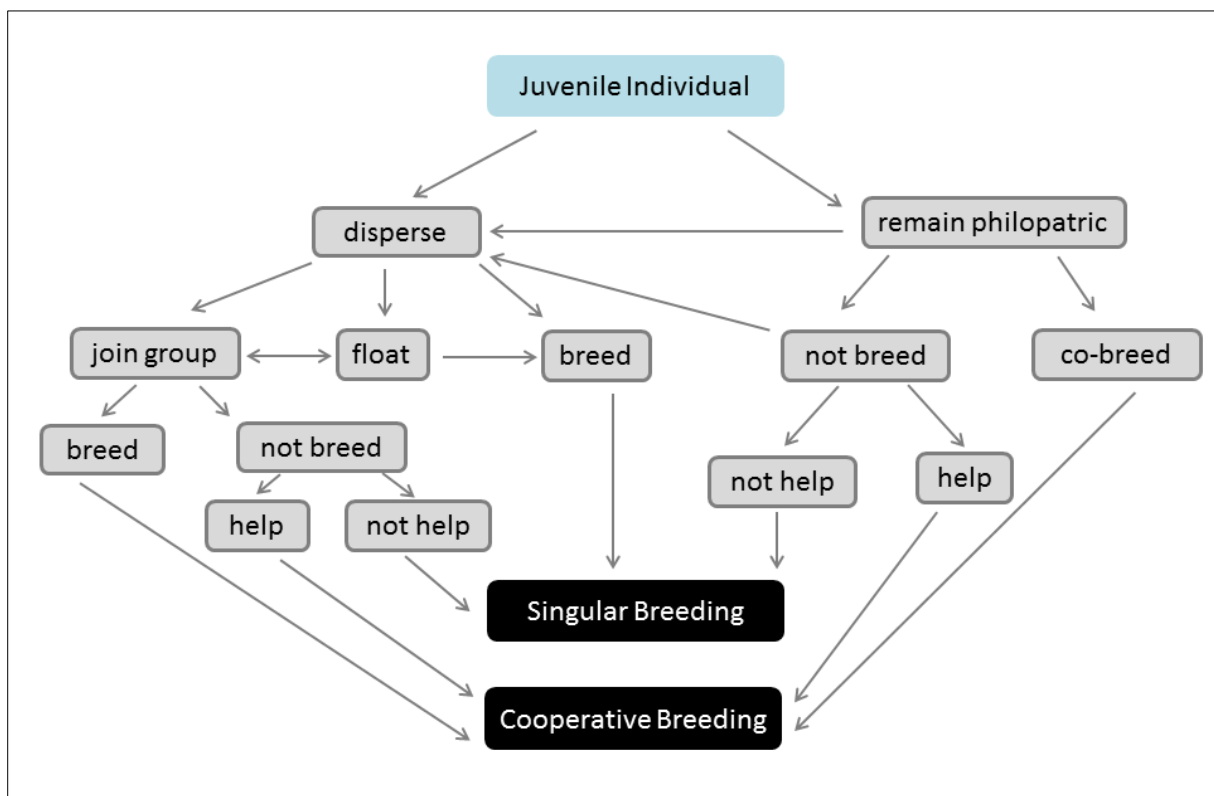 Juvenile Individual
disperse
remain philopatric
join group
float
breed
not breed
co-breed
breed
not breed
not help
help
help
not help
Singular Breeding
Cooperative Breeding